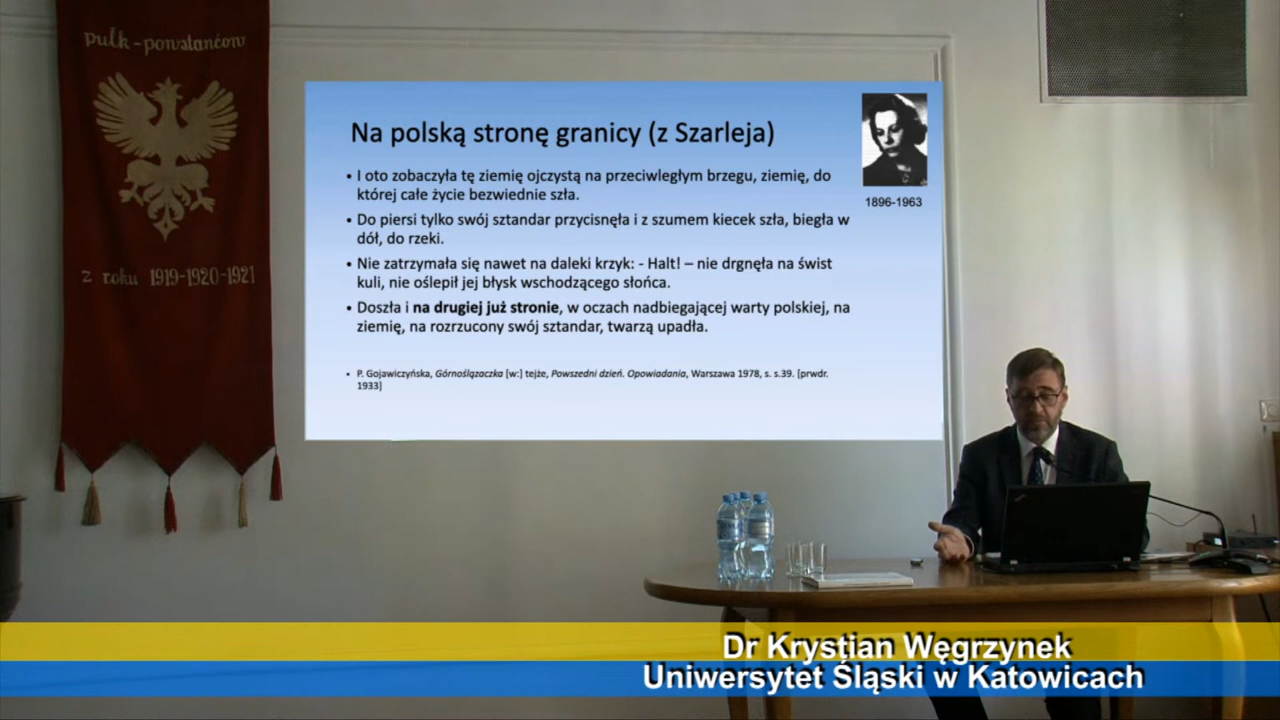 pułk-powstańców
z roku 1919-1920-1921
Na polską stronę granicy (z Szarleja)
1896-1963
• I oto zobaczyła tę ziemię ojczystą na przeciwległym brzegu, ziemię, do
której całe życie bezwiednie szła.
• Do piersi tylko swój sztandar przycisnęła i z szumem kiecek szła, biegła w
dół, do rzeki.
• Nie zatrzymała się nawet na daleki krzyk: - Halt! – nie drgnęła na świst
kuli, nie oślepił jej błysk wschodzącego słońca.
• Doszła i na drugiej już stronie, w oczach nadbiegającej warty polskiej, na
ziemię, na rozrzucony swój sztandar, twarzą upadła.
• P. Gojawiczyńska, Górnoślązaczka [w:] tejże, Powszedni dzień. Opowiadania, Warszawa 1978, s. s.39. [prwdr.
1933]
Dr Krystian Węgrzynek
Uniwersytet Śląski w Katowicach